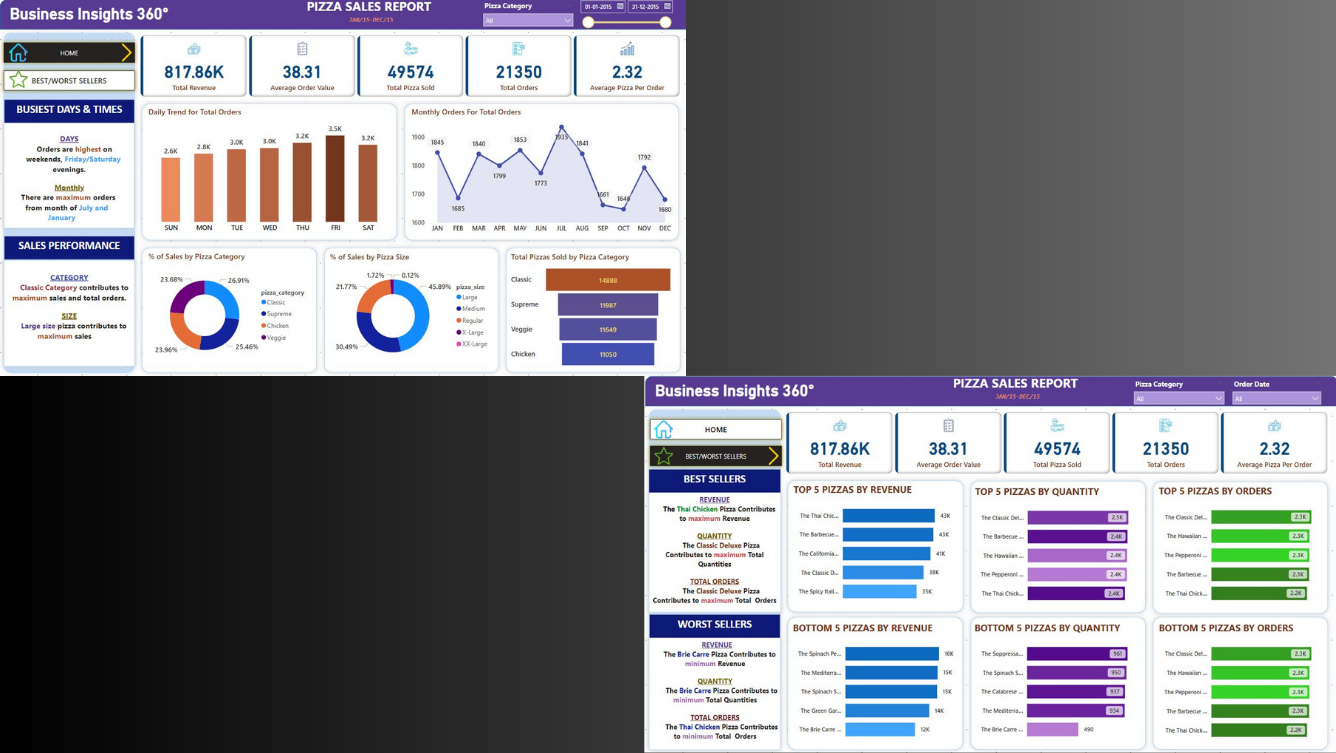 Business Insights 360°
PIZZA SALES REPORT
JAN/15-DEC/15
Pizza Category
All
01-01-2015
31-12-2015
HOME
BEST/WORST SELLERS
BUSIEST DAYS & TIMES
DAYS
Orders are highest on
weekends, Friday/Saturday
evenings.
Monthly
There are maximum orders
from month of July and
January
SALES PERFORMANCE
CATEGORY
Classic Category contributes to
maximum sales and total orders.
SIZE
Large size pizza contributes to
maximum sales
817.86K
Total Revenue
38.31
Average Order Value
49574
Total Pizza Sold
21350
Total Orders
2.32
Average Pizza Per Order
Daily Trend for Total Orders
2.6K
2.8K
3.0K
3.0K
3.2K
3.5K
3.2K
SUN MON TUE WED THU FRI SAT
Monthly Orders For Total Orders
1900
1800
1700
1600
1845
1685
1840
1799
1853
1773
1935
1841
1661
1646
1792
1680
JAN FEB MAR APR MAY JUN JUL AUG SEP OCT NOV DEC
% of Sales by Pizza Category
23.68%
26.91%
23.96%
25.46%
pizza_category
Classic
Supreme
Chicken
Veggie
% of Sales by Pizza Size
1.72%
0.12%
21.77%
45.89%
30.49%
pizza_size
Large
Medium
Regular
X-Large
XX-Large
Total Pizzas Sold by Pizza Category
Classic 14888
Supreme 11987
Veggie 11649
Chicken 11050
Business Insights 360°
PIZZA SALES REPORT
JAN/15-DEC/15
Pizza Category
All
Order Date
All
HOME
BEST/WORST SELLERS
BEST SELLERS
REVENUE
The Thai Chicken Pizza Contributes
to maximum Revenue
QUANTITY
The Classic Deluxe Pizza
Contributes to maximum Total
Quantities
TOTAL ORDERS
The Classic Deluxe Pizza
Contributes to maximum Total Orders
WORST SELLERS
REVENUE
The Brie Carre Pizza Contributes to
minimum Revenue
QUANTITY
The Brie Carre Pizza Contributes to
minimum Total Quantities
TOTAL ORDERS
The Thai Chicken Pizza Contributes
to minimum Total Orders
817.86K
Total Revenue
38.31
Average Order Value
49574
Total Pizza Sold
21350
Total Orders
2.32
Average Pizza Per Order
TOP 5 PIZZAS BY REVENUE
The Thai Chic... 43K
The Barbecue... 43K
The California... 41K
The Classic D... 38K
The Spicy Ital... 35K
TOP 5 PIZZAS BY QUANTITY
The Classic Del... 2.5K
The Barbecue ... 2.4K
The Hawaiian ... 2.4K
The Pepperoni ... 2.4K
The Thai Chick... 2.4K
TOP 5 PIZZAS BY ORDERS
The Classic Del... 2.3K
The Hawaiian ... 2.3K
The Pepperoni ... 2.3K
The Barbecue ... 2.3K
The Thai Chick... 2.2K
BOTTOM 5 PIZZAS BY REVENUE
The Spinach Pe... 16K
The Mediterra... 15K
The Spinach S... 15K
The Green Gar... 14K
The Brie Carre ... 12K
BOTTOM 5 PIZZAS BY QUANTITY
The Soppressa... 961
The Spinach S... 950
The Calabrese ... 937
The Mediterra... 934
The Brie Carre ... 490
BOTTOM 5 PIZZAS BY ORDERS
The Classic Del... 2.3K
The Hawaiian ... 2.3K
The Pepperoni ... 2.3K
The Barbecue ... 2.3K
The Thai Chick... 2.2K